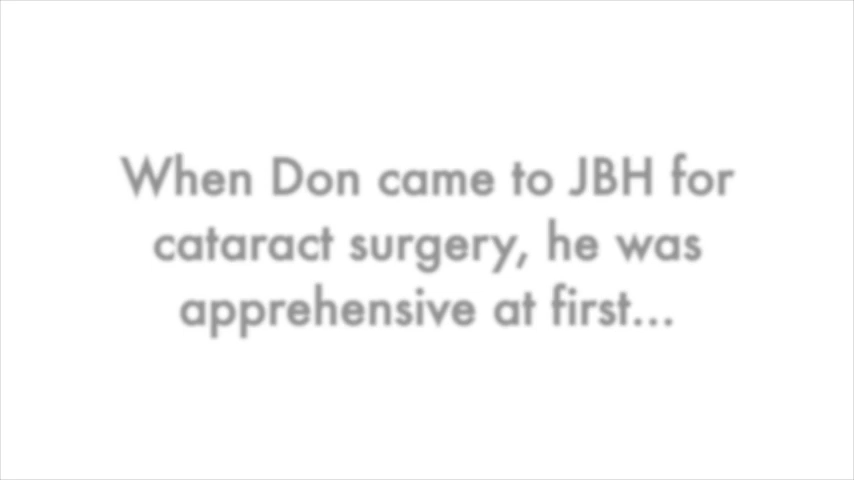 When Don came to JBH for
cataract surgery, he was
apprehensive at first...